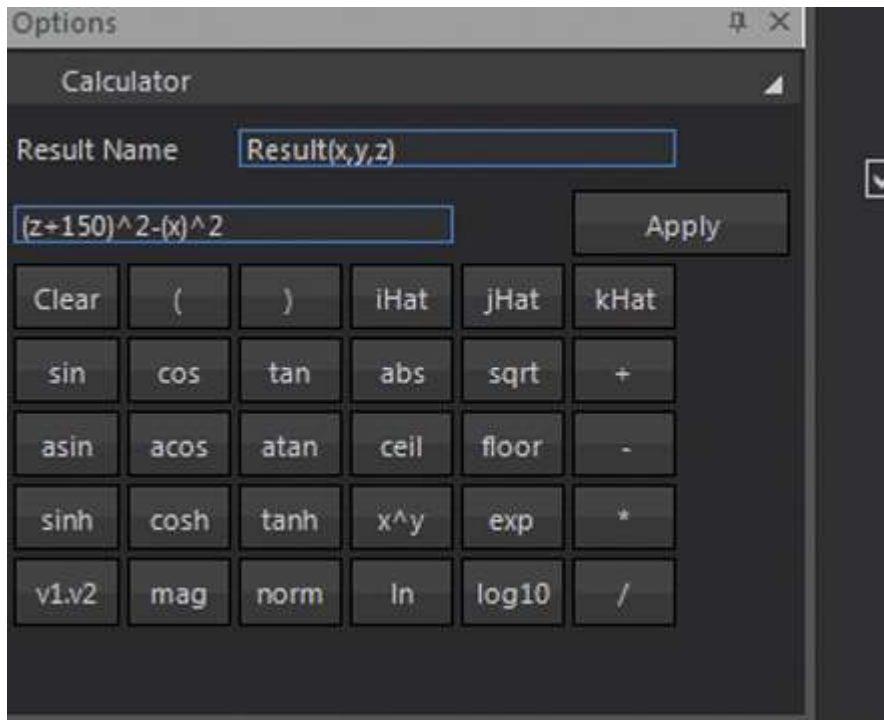 Options
Calculator
Result Name Result(x,y,z)
(z+150)^2-(x)^2 Apply
Clear ( ) iHat jHat kHat
sin cos tan abs sqrt +
asin acos atan ceil floor -
sinh cosh tanh x^y exp *
v1.v2 mag norm ln log10 /